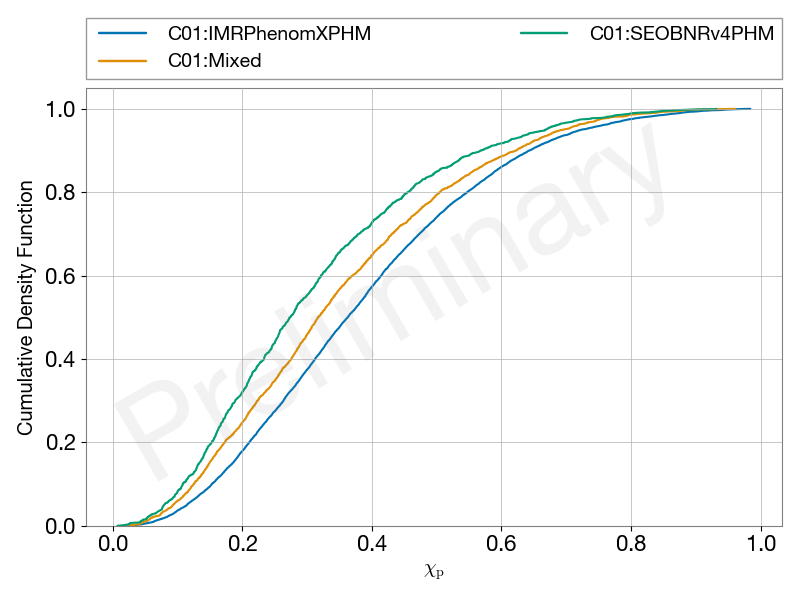 C01:IMRPhenomXPHM
C01:SEOBNRv4PHM
C01:Mixed
1.0
0.8
0.6
0.4
0.2
0.0
Cumulative Density Function
Preliminary
0.0 0.2 0.4 0.6 0.8 1.0
χp